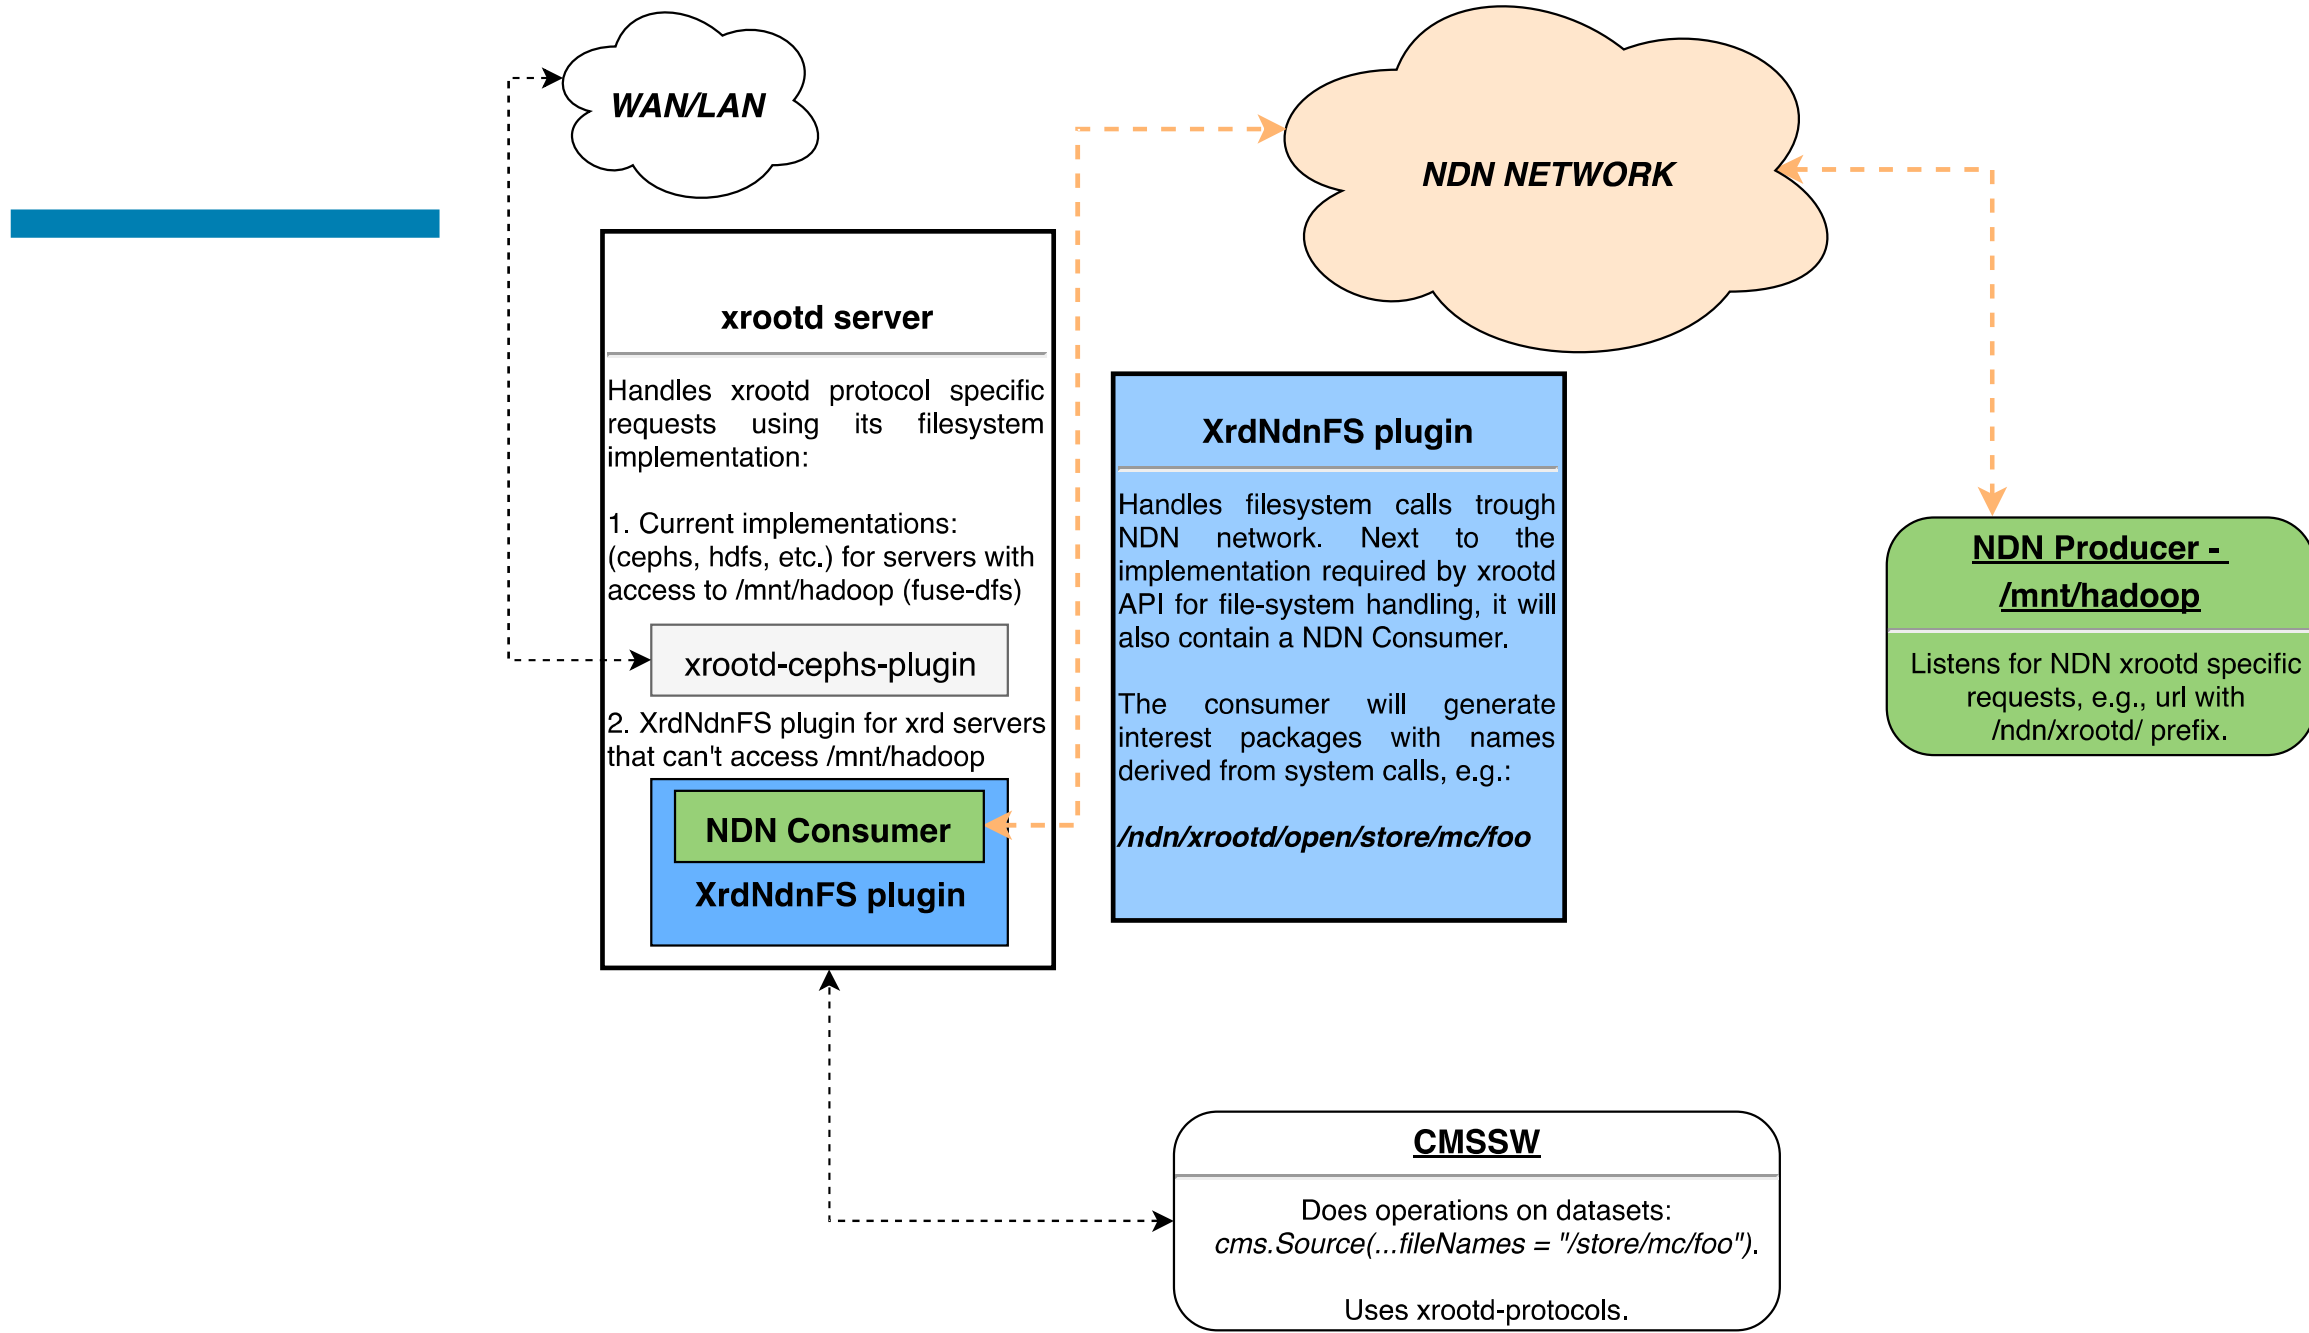 WAN/LAN
NDN NETWORK
xrootd server
Handles xrootd protocol specific
requests using its filesystem
implementation:
1. Current implementations:
(cephs, hdfs, etc.) for servers with
access to /mnt/hadoop (fuse-dfs)
xrootd-cephs-plugin
2. XrdNdnFS plugin for xrd servers
that can't access /mnt/hadoop
NDN Consumer
XrdNdnFS plugin
XrdNdnFS plugin
Handles filesystem calls trough
NDN network. Next to the
implementation required by xrootd
API for file-system handling, it will
also contain a NDN Consumer.
The consumer will generate
interest packages with names
derived from system calls, e.g.:
/ndn/xrootd/open/store/mc/foo
NDN Producer -
/mnt/hadoop
Listens for NDN xrootd specific
requests, e.g., url with
/ndn/xrootd/ prefix.
CMSSW
Does operations on datasets:
cms.Source(...fileNames = "/store/mc/foo").
Uses xrootd-protocols.